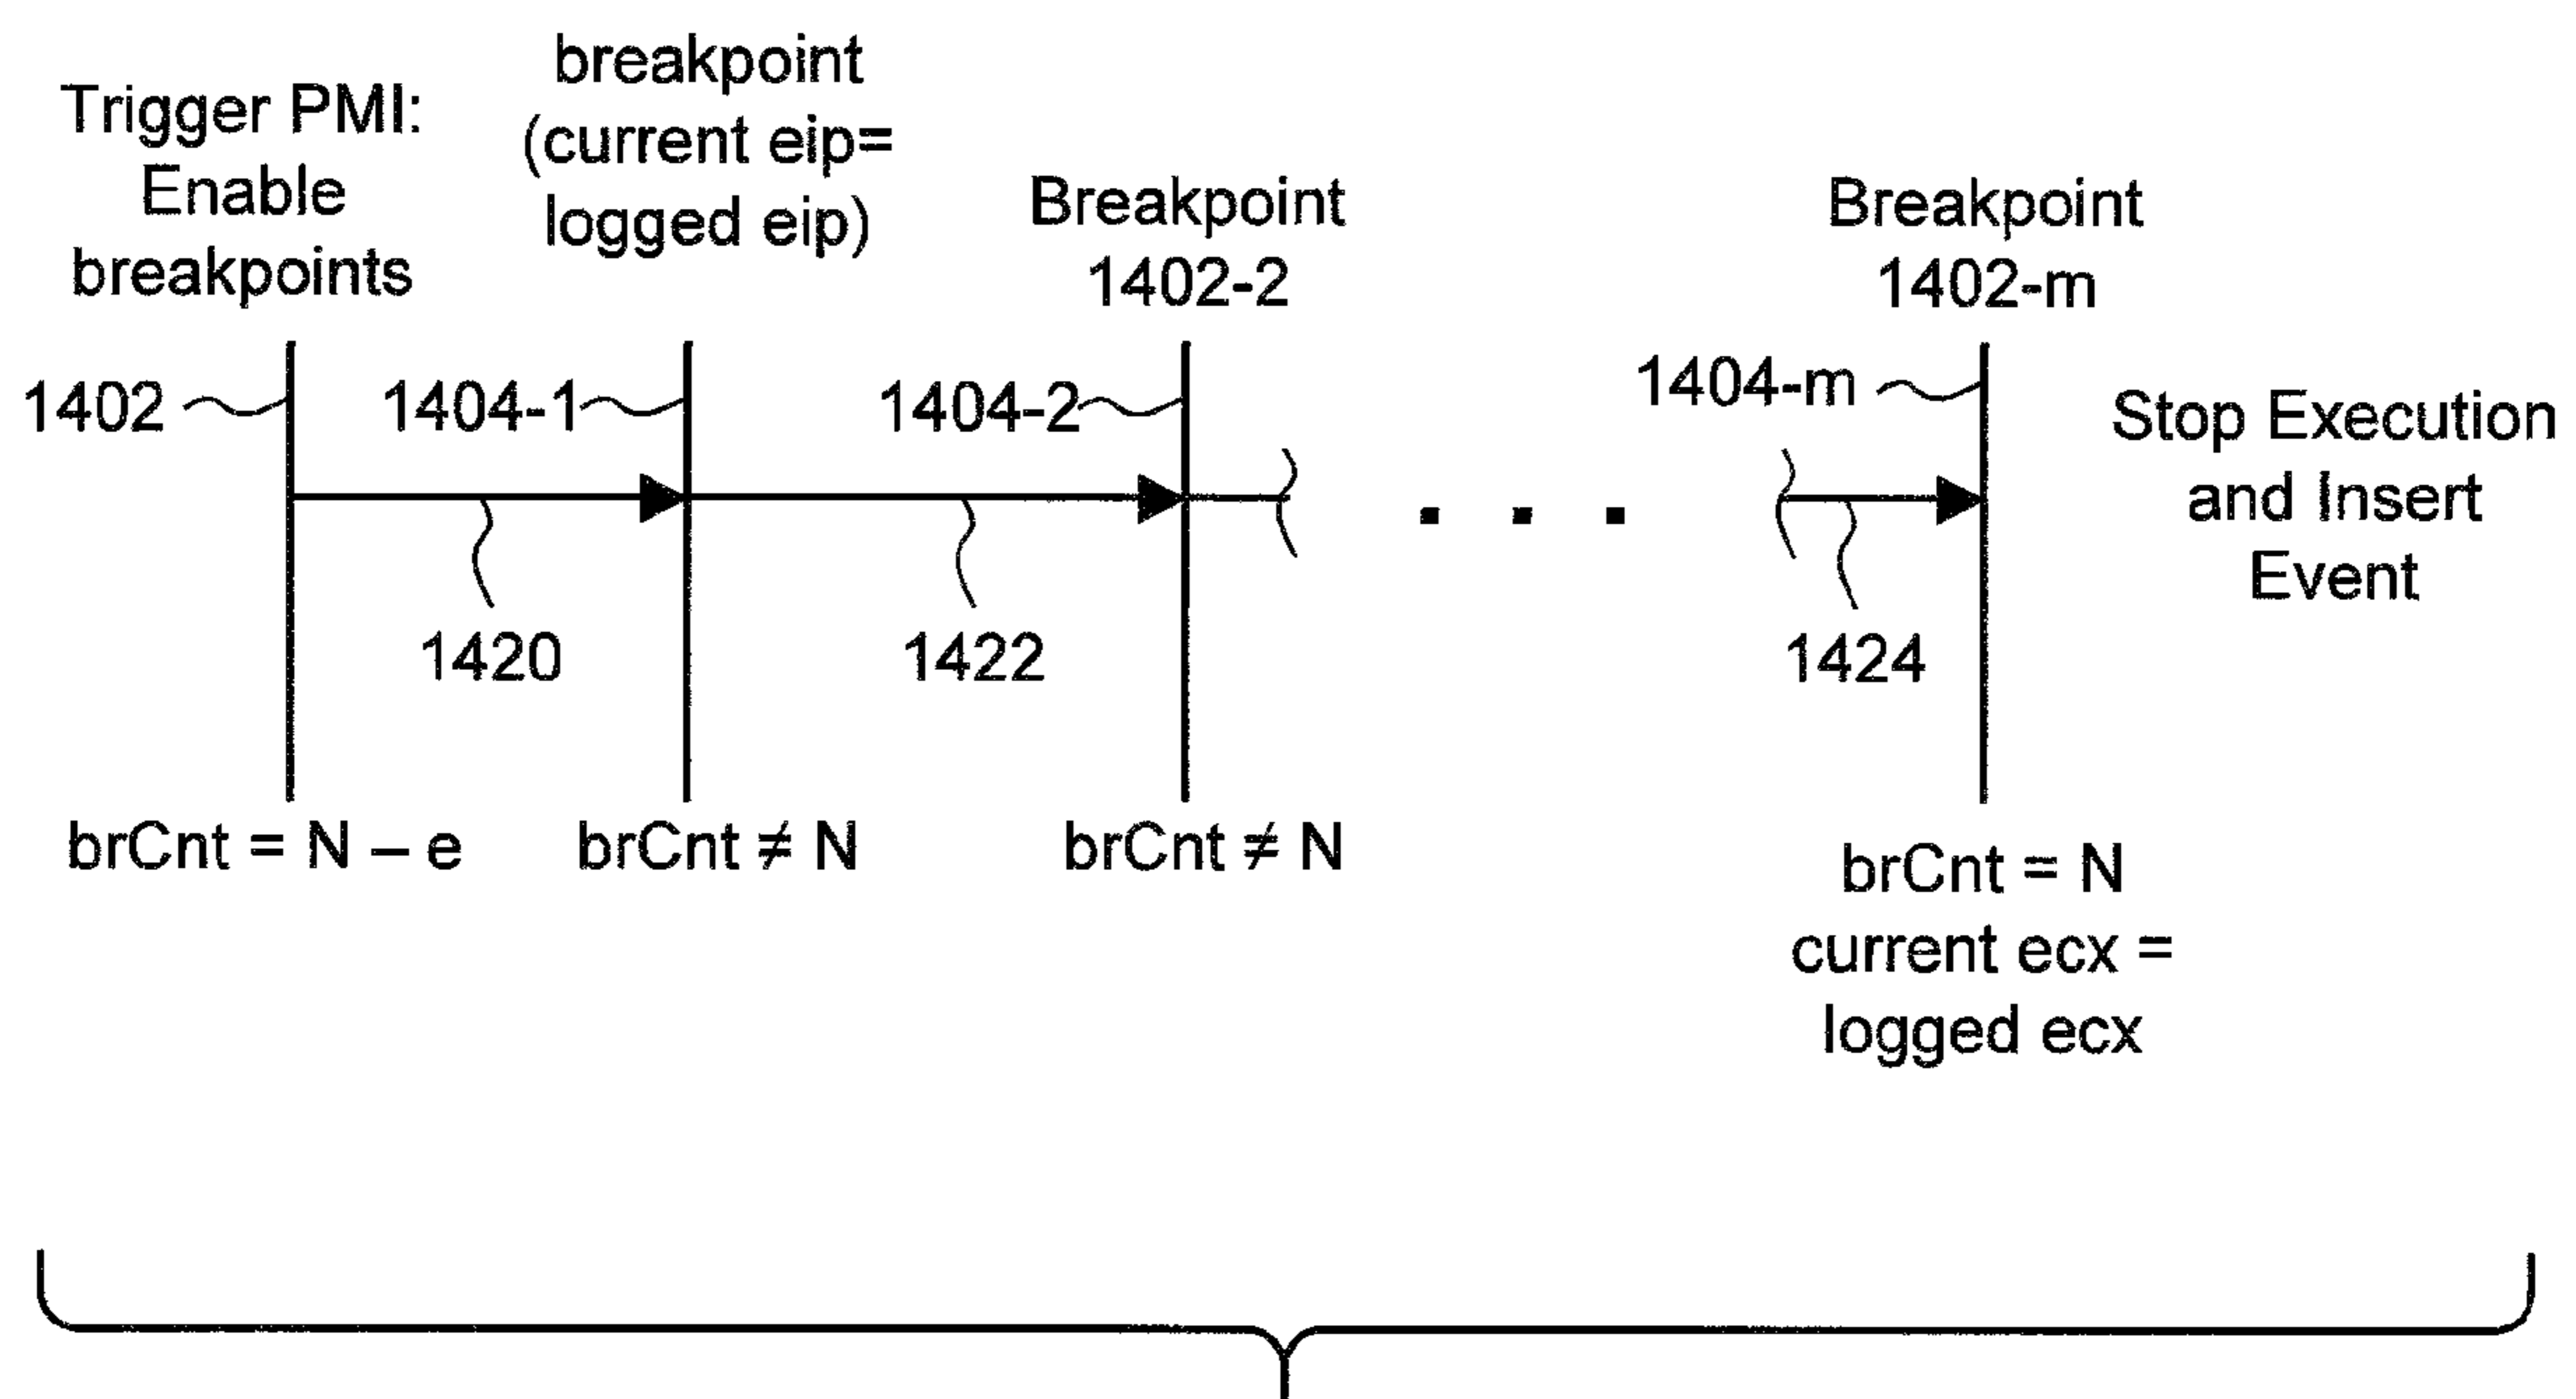 Trigger PMI:
Enable
breakpoints
breakpoint
(current eip=
logged eip)
Breakpoint
1402-2
Breakpoint
1402-m
1402
1404-1
1404-2
1404-m
Stop Execution
and Insert
Event
1420
1422
1424
brCnt = N – e
brCnt ≠ N
brCnt ≠ N
brCnt = N
current ecx =
logged ecx